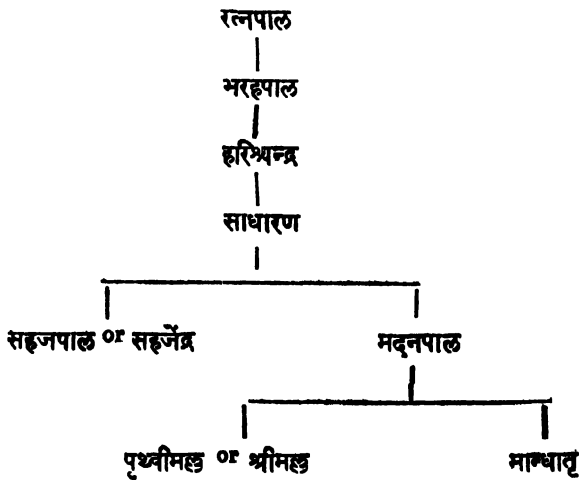 रत्नपाल
भरहपाल
हरिश्चन्द्र
साधारण
सहजपाल or सहजेंद्र मदनपाल
पृथ्वीमल्ल or श्रीमल्ल मान्धातृ